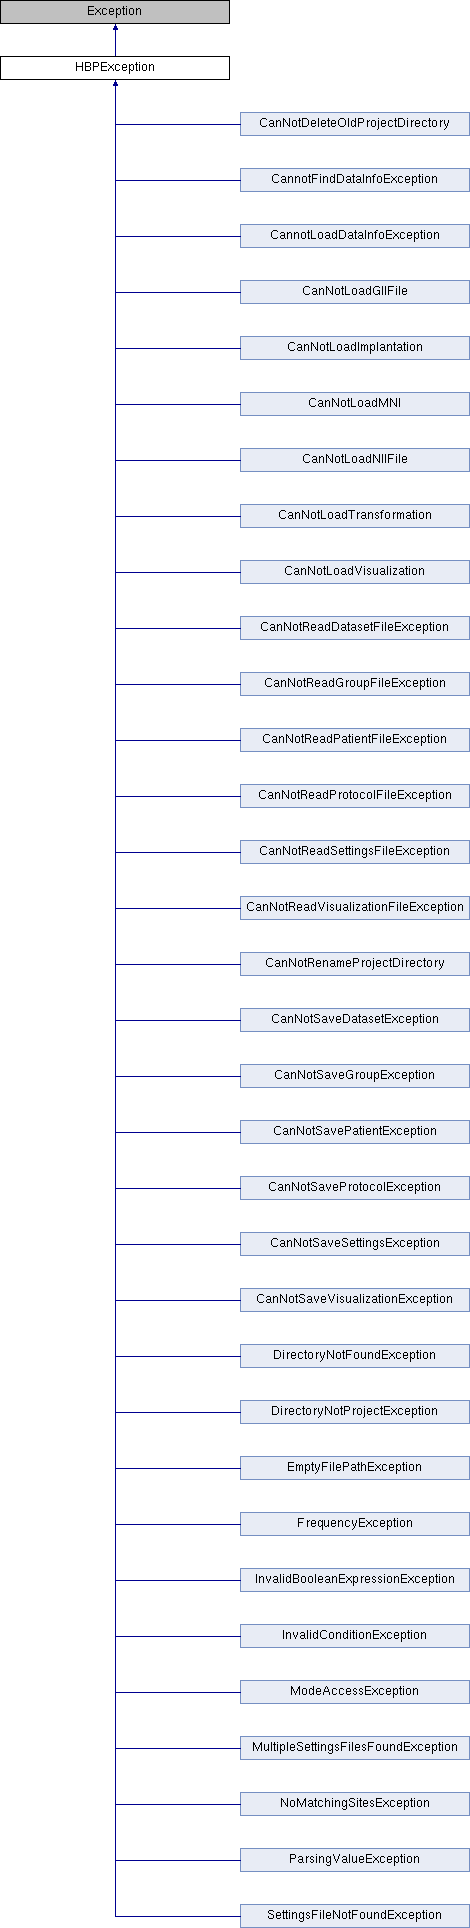 Exception
HBPException
CanNotDeleteOldProjectDirectory
CannotFindDataInfoException
CannotLoadDataInfoException
CanNotLoadGIIFile
CanNotLoadImplantation
CanNotLoadMNI
CanNotLoadNIIFile
CanNotLoadTransformation
CanNotLoadVisualization
CanNotReadDatasetFileException
CanNotReadGroupFileException
CanNotReadPatientFileException
CanNotReadProtocolFileException
CanNotReadSettingsFileException
CanNotReadVisualizationFileException
CanNotRenameProjectDirectory
CanNotSaveDatasetException
CanNotSaveGroupException
CanNotSavePatientException
CanNotSaveProtocolException
CanNotSaveSettingsException
CanNotSaveVisualizationException
DirectoryNotFoundException
DirectoryNotProjectException
EmptyFilePathException
FrequencyException
InvalidBooleanExpressionException
InvalidConditionException
ModeAccessException
MultipleSettingsFilesFoundException
NoMatchingSitesException
ParsingValueException
SettingsFileNotFoundException